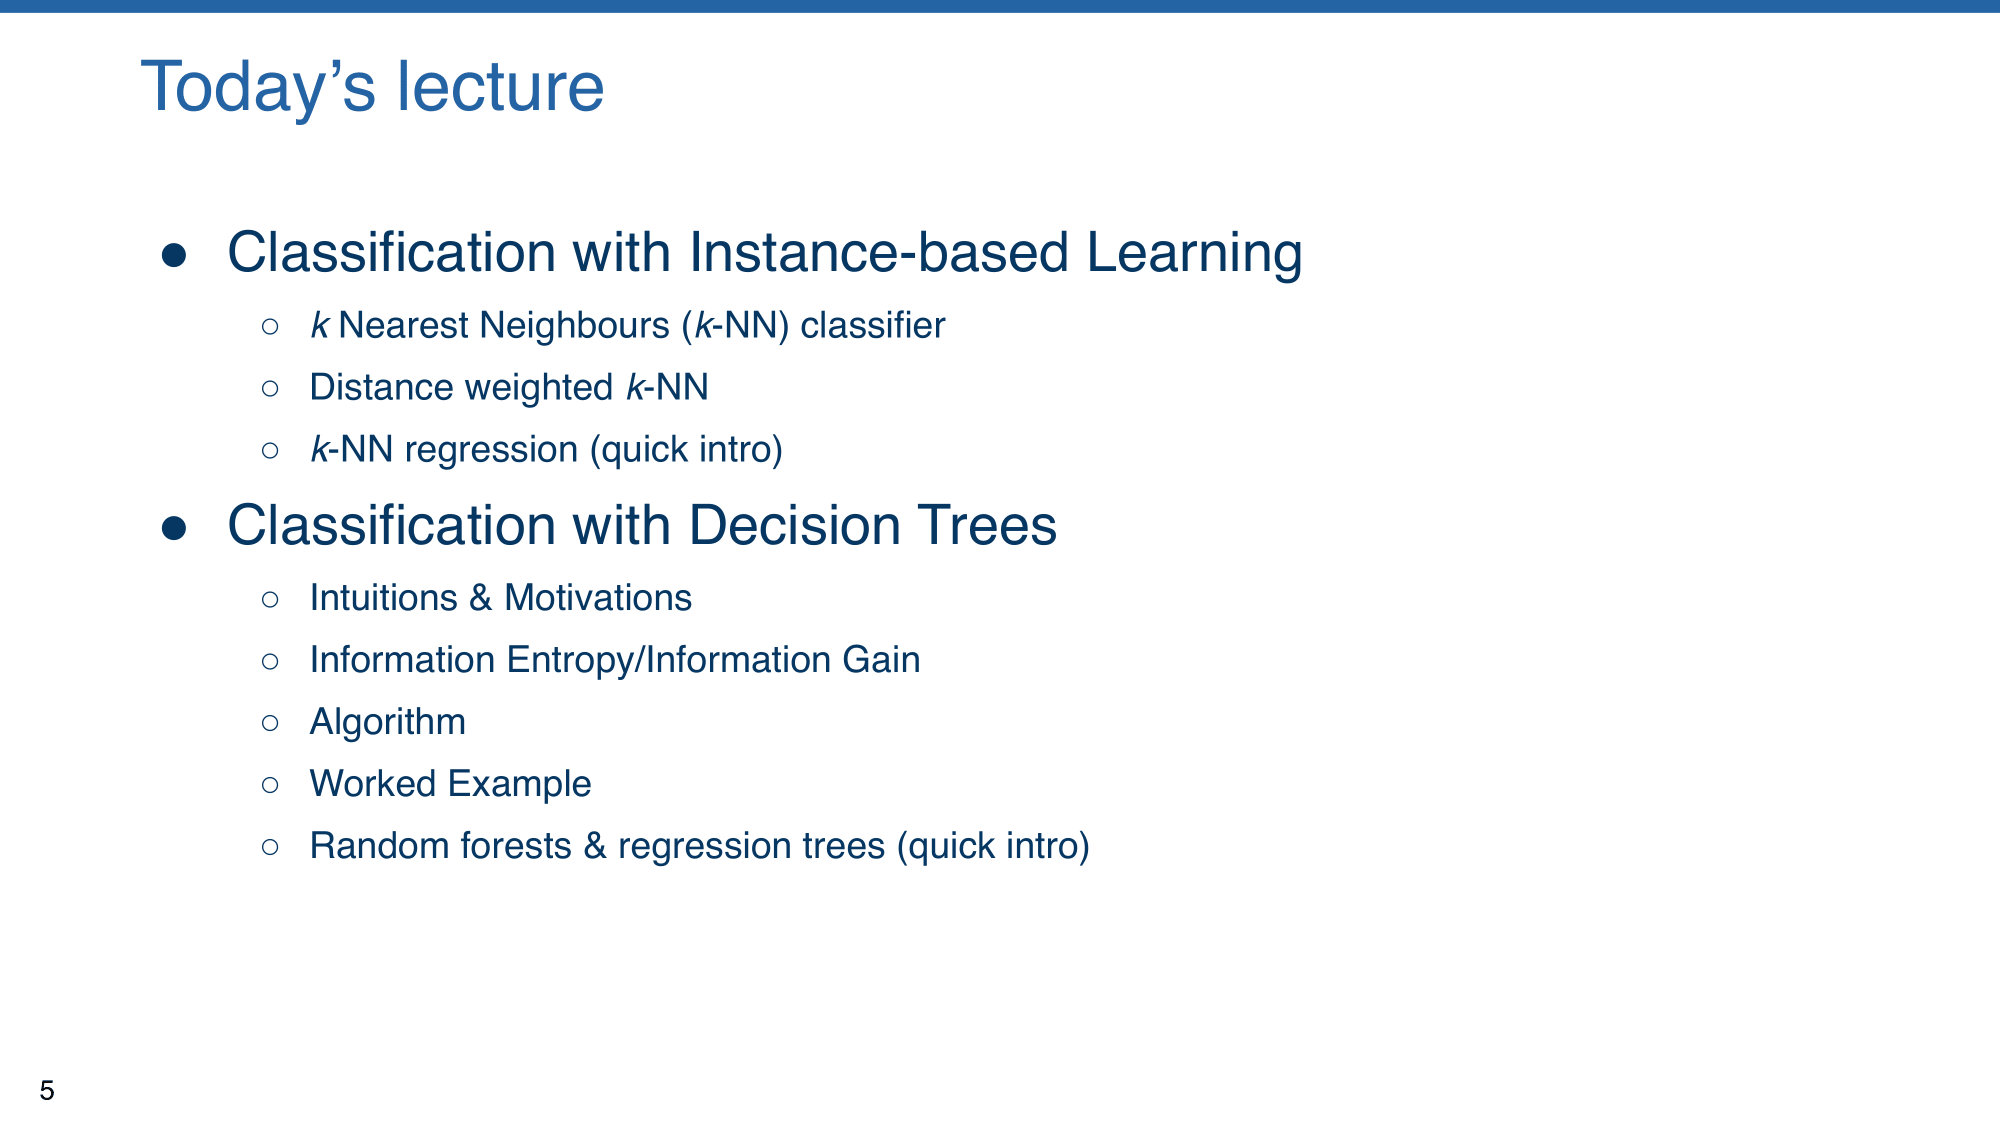 Today’s lecture
● Classification with Instance-based Learning
○ k Nearest Neighbours (k-NN) classifier
○ Distance weighted k-NN
○ k-NN regression (quick intro)
● Classification with Decision Trees
○ Intuitions & Motivations
○ Information Entropy/Information Gain
○ Algorithm
○ Worked Example
○ Random forests & regression trees (quick intro)
5